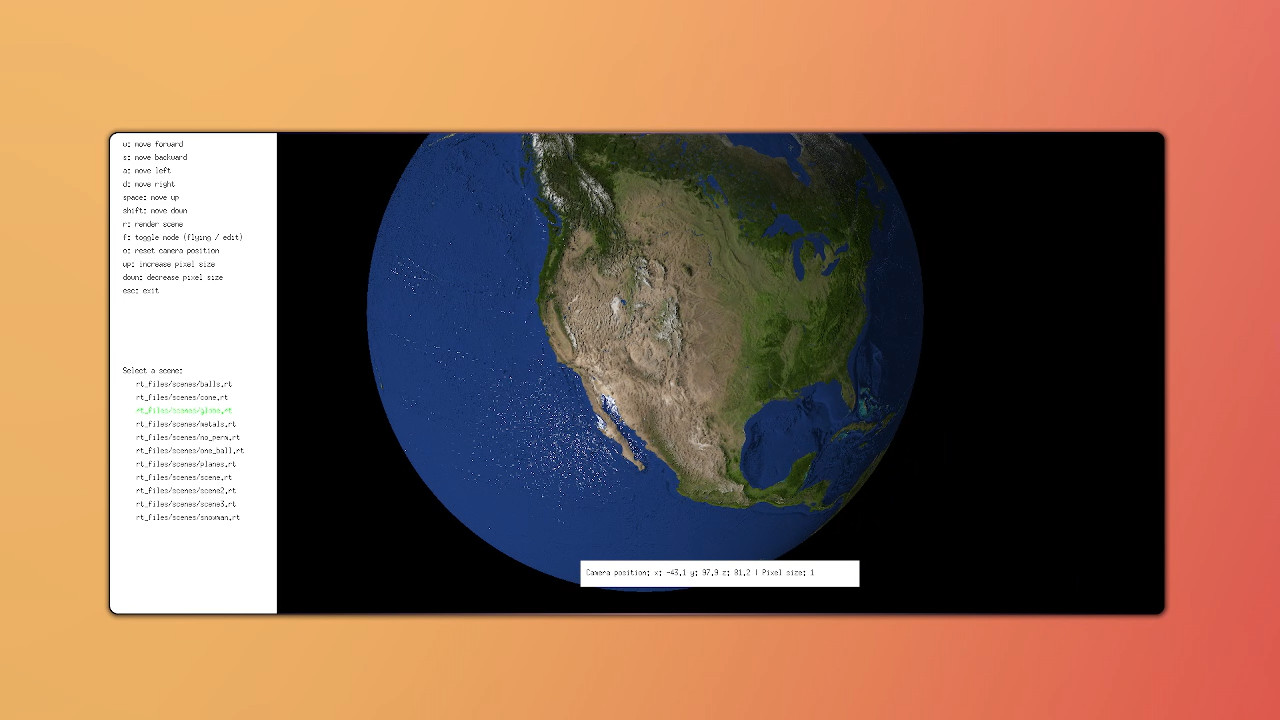 w: move forward
s: move backward
a: move left
d: move right
space: move up
shift: move down
r: render scene
f: toggle mode (flying / edit)
o: reset camera position
up: increase pixel size
down: decrease pixel size
esc: exit
Select a scene:
rt_files/scenes/balls.rt
rt_files/scenes/cone.rt
rt_files/scenes/globe.rt
rt_files/scenes/metals.rt
rt_files/scenes/no_perm.rt
rt_files/scenes/one_ball.rt
rt_files/scenes/planes.rt
rt_files/scenes/scene.rt
rt_files/scenes/scene2.rt
rt_files/scenes/scene3.rt
rt_files/scenes/snowman.rt
Camera position: x: -43.1 y: 97.9 z: 81.2 | Pixel size: 1